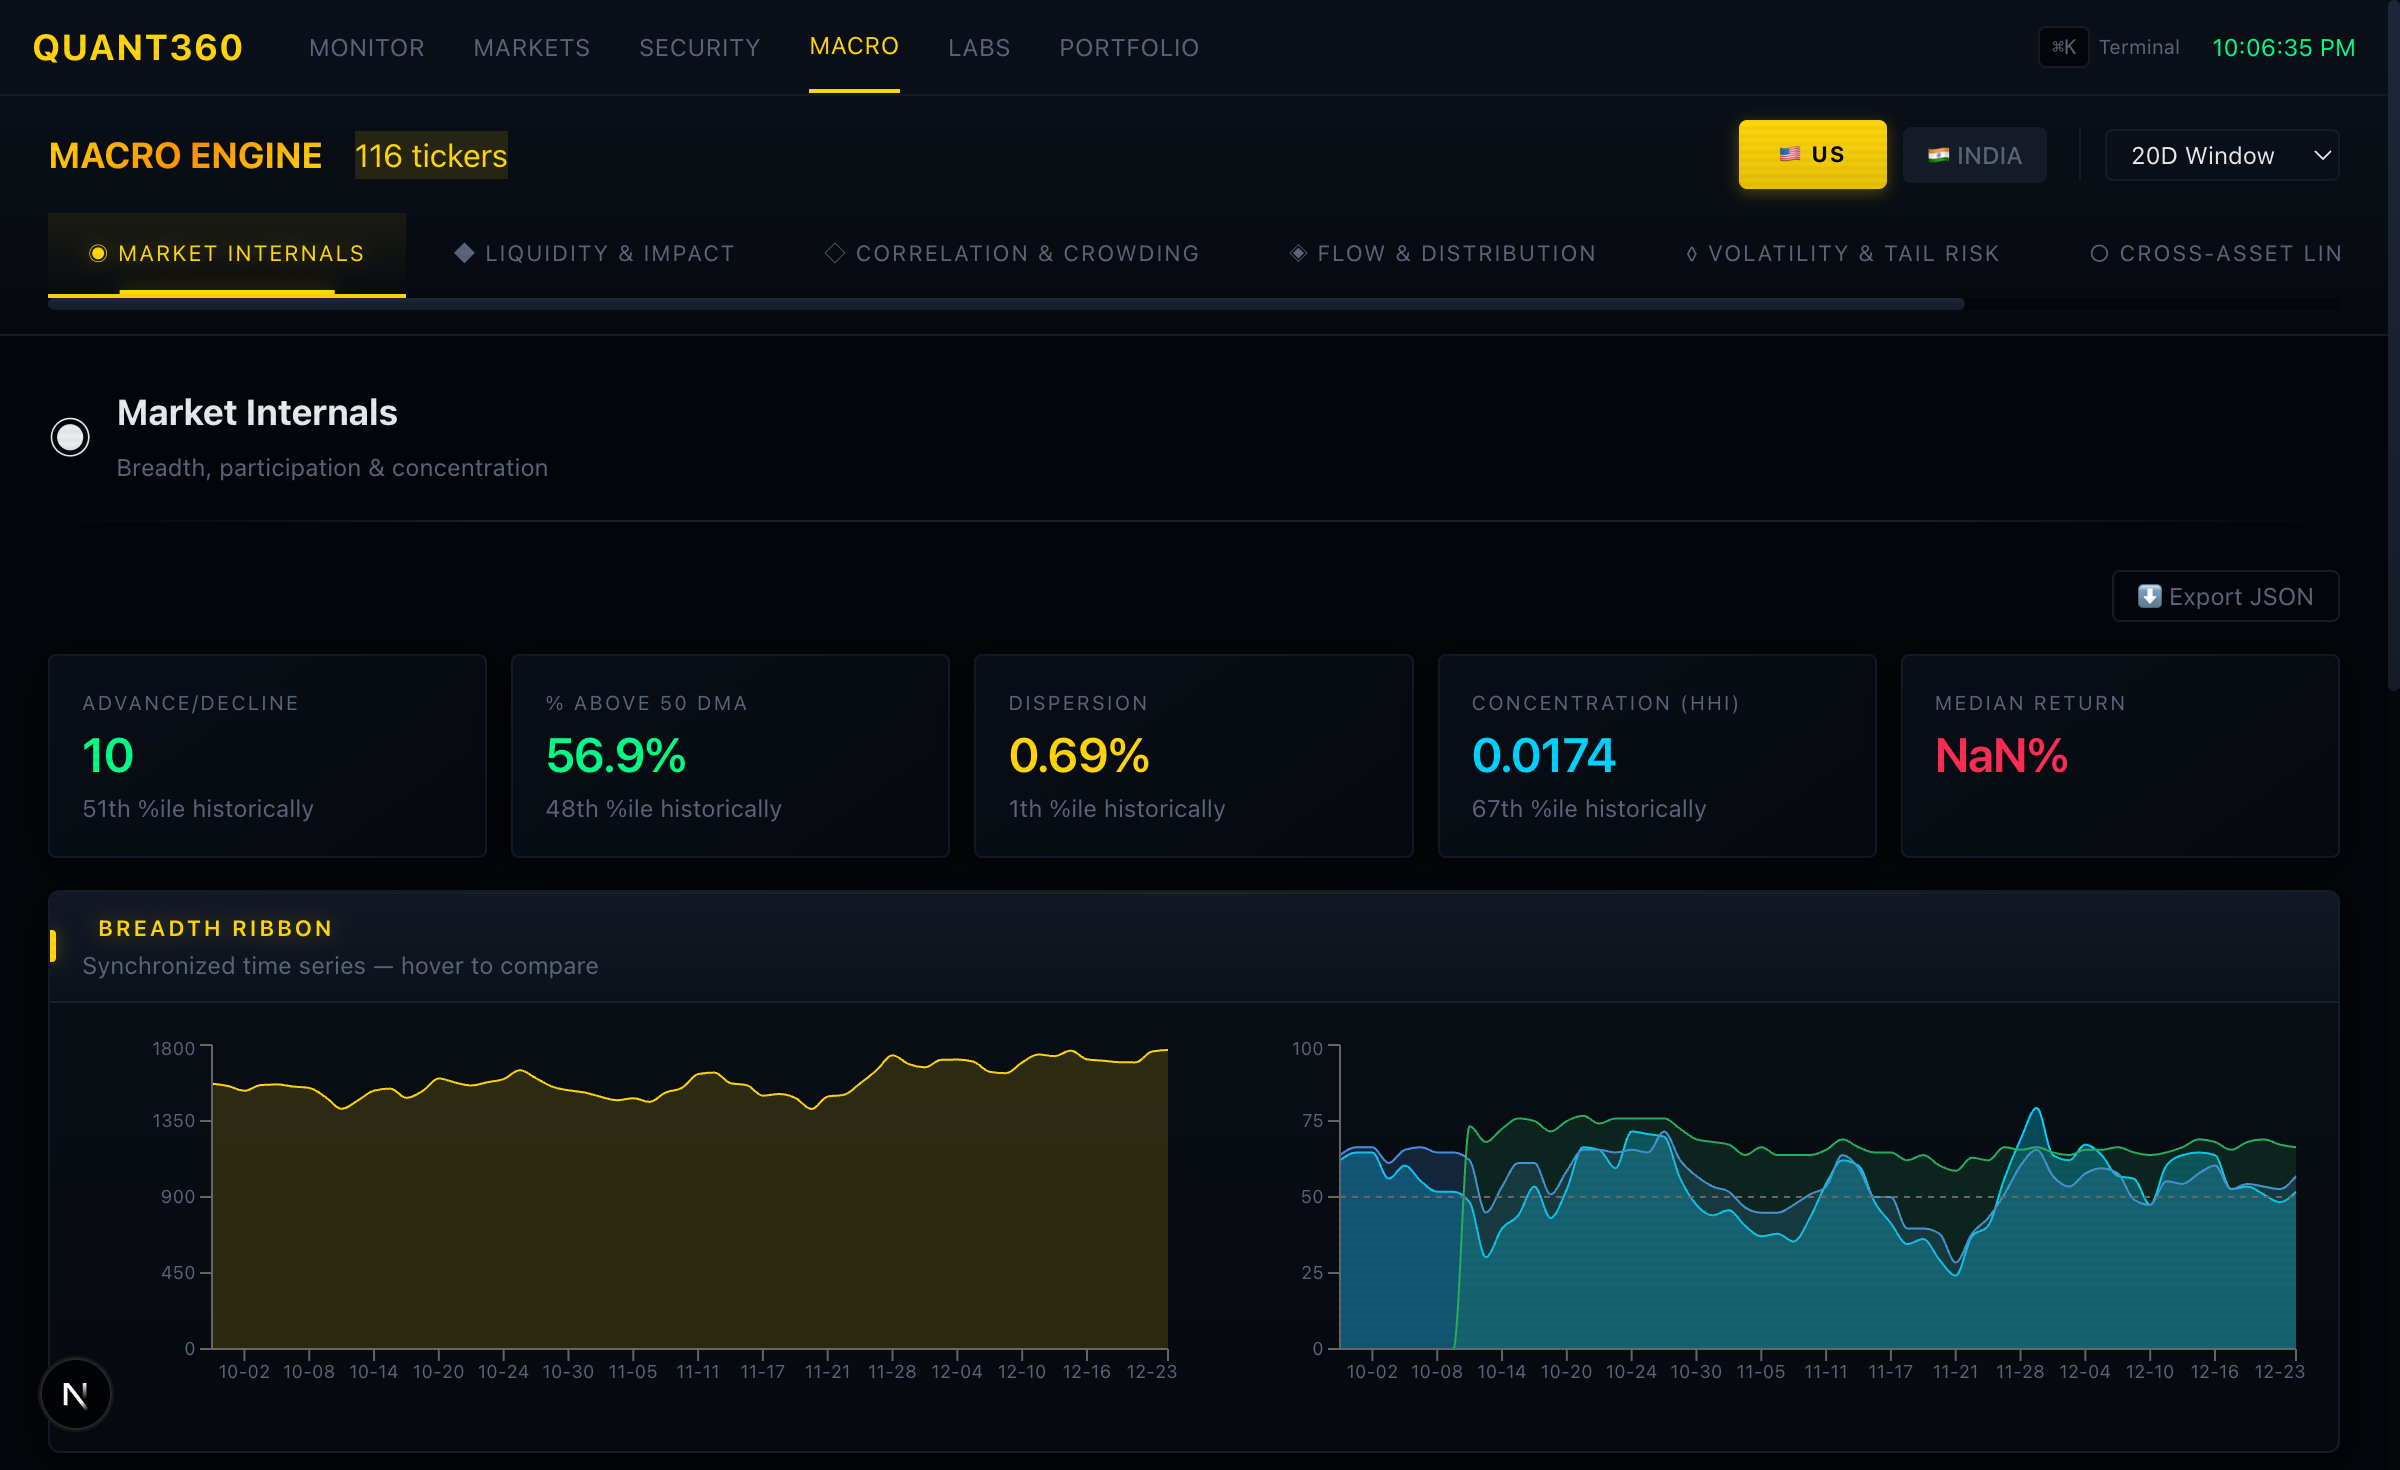 QUANT360 MONITOR MARKETS SECURITY MACRO LABS PORTFOLIO ⌘K Terminal 10:06:35 PM
MACRO ENGINE 116 tickers US INDIA 20D Window
MARKET INTERNALS LIQUIDITY & IMPACT CORRELATION & CROWDING FLOW & DISTRIBUTION VOLATILITY & TAIL RISK CROSS-ASSET LIN
Market Internals
Breadth, participation & concentration
Export JSON
ADVANCE/DECLINE
10
51th %ile historically
% ABOVE 50 DMA
56.9%
48th %ile historically
DISPERSION
0.69%
1th %ile historically
CONCENTRATION (HHI)
0.0174
67th %ile historically
MEDIAN RETURN
NaN%
BREADTH RIBBON
Synchronized time series — hover to compare
1800
1350
900
450
0
10-02 10-08 10-14 10-20 10-24 10-30 11-05 11-11 11-17 11-21 11-28 12-04 12-10 12-16 12-23
100
75
50
25
0
10-02 10-08 10-14 10-20 10-24 10-30 11-05 11-11 11-17 11-21 11-28 12-04 12-10 12-16 12-23
N